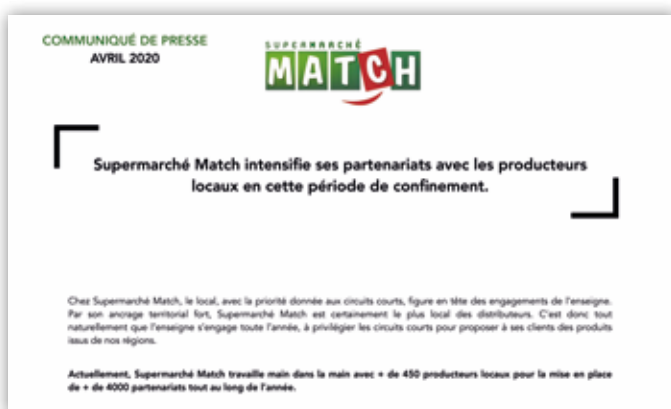 COMMUNIQUÉ DE PRESSE
AVRIL 2020
SUPERMARCHÉ
MATCH
Supermarché Match intensifie ses partenariats avec les producteurs
locaux en cette période de confinement.
Chez Supermarché Match, le local, avec la priorité donnée aux circuits courts, figure en tête des engagements de l'enseigne.
Par son ancrage territorial fort, Supermarché Match est certainement le plus local des distributeurs. C'est donc tout
naturellement que l'enseigne s'engage toute l'année, à privilégier les circuits courts pour proposer à ses clients des produits
issus de nos régions.
Actuellement, Supermarché Match travaille main dans la main avec + de 450 producteurs locaux pour la mise en place
de + de 4000 partenariats tout au long de l'année.